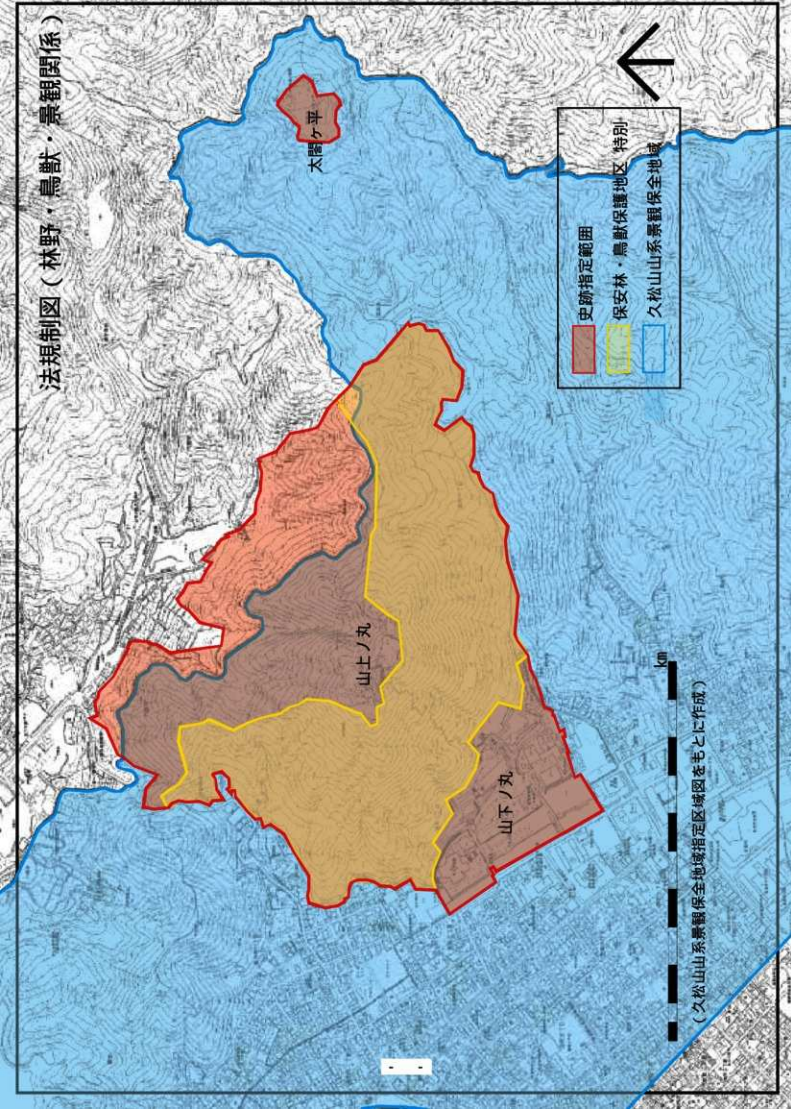 法規制図(林野・鳥獣・景観関係)
太閤ヶ平
史跡指定範囲
保安林・鳥獣保護地区 特別
久松山山系景観保全地域
山上ノ丸
山下ノ丸
km
(久松山山系景観保全地域指定区域図をもとに作成)
- -